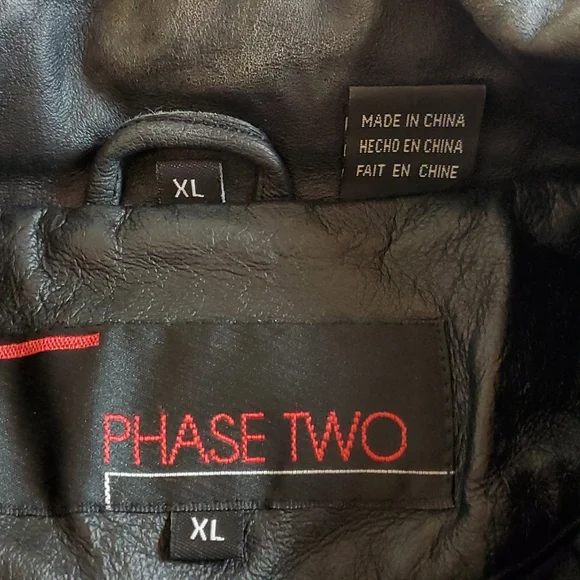 MADE IN CHINA
HECHO EN CHINA
FAIT EN CHINE
XL
PHASE TWO
XL